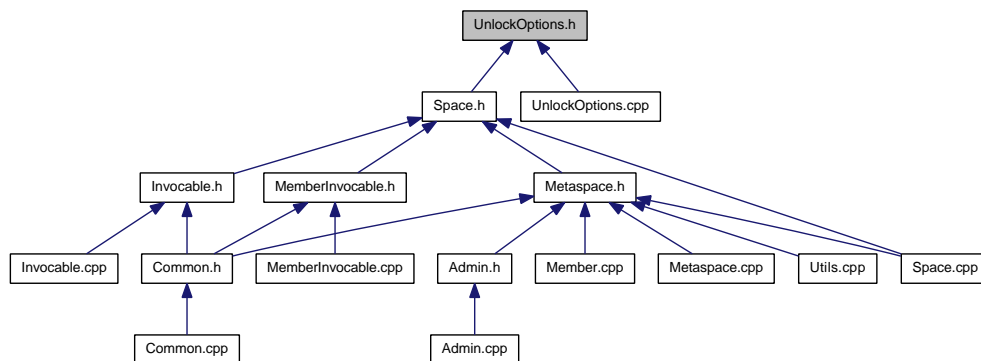 UnlockOptions.h
Space.h
UnlockOptions.cpp
Invocable.h
MemberInvocable.h
Metaspace.h
Invocable.cpp
Common.h
MemberInvocable.cpp
Admin.h
Member.cpp
Metaspace.cpp
Utils.cpp
Space.cpp
Common.cpp
Admin.cpp